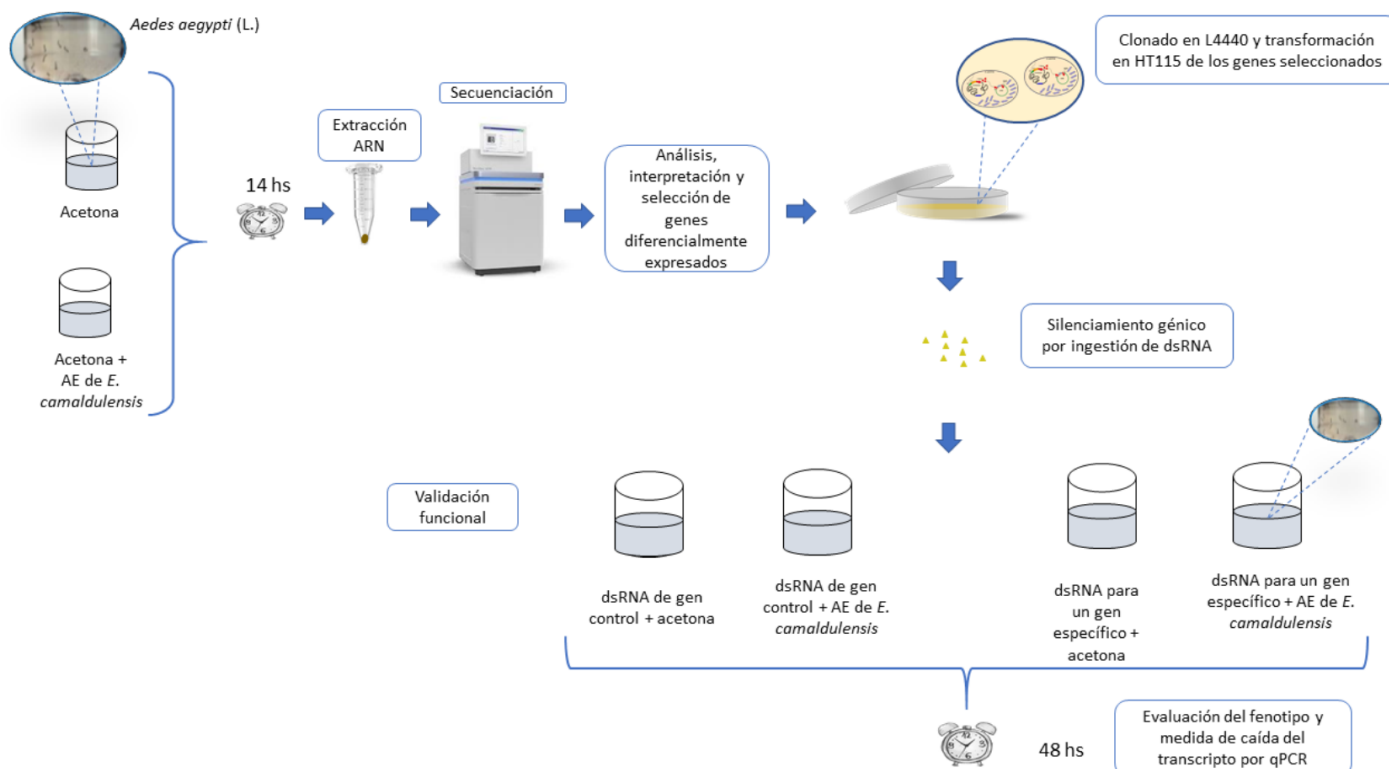 Aedes aegypti (L.)
Acetona
Acetona +
AE de E.
camaldulensis
14 hs
Extracción
ARN
Secuenciación
Análisis,
interpretación y
selección de
genes
diferencialmente
expresados
Clonado en L4440 y transformación
en HT115 de los genes seleccionados
Silenciamiento génico
por ingestión de dsRNA
Validación
funcional
dsRNA de gen
control + acetona
dsRNA de gen
control + AE de E.
camaldulensis
dsRNA para
un gen
específico +
acetona
dsRNA para un gen
específico + AE de E.
camaldulensis
48 hs
Evaluación del fenotipo y
medida de caída del
transcripto por qPCR